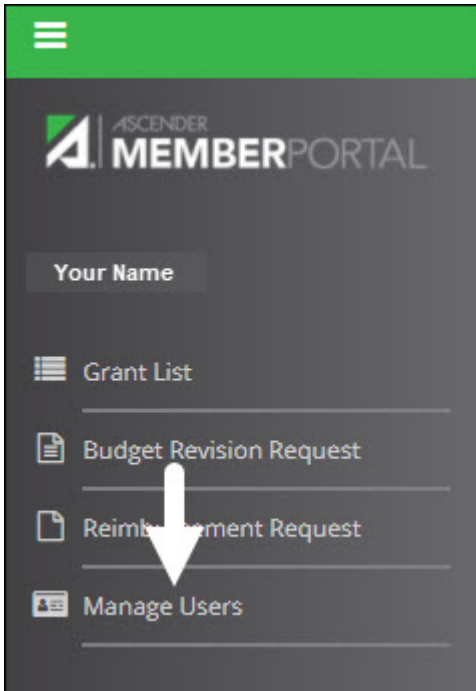 ASCENDER
MEMBERPORTAL
Your Name
Grant List
Budget Revision Request
Request
Manage Users